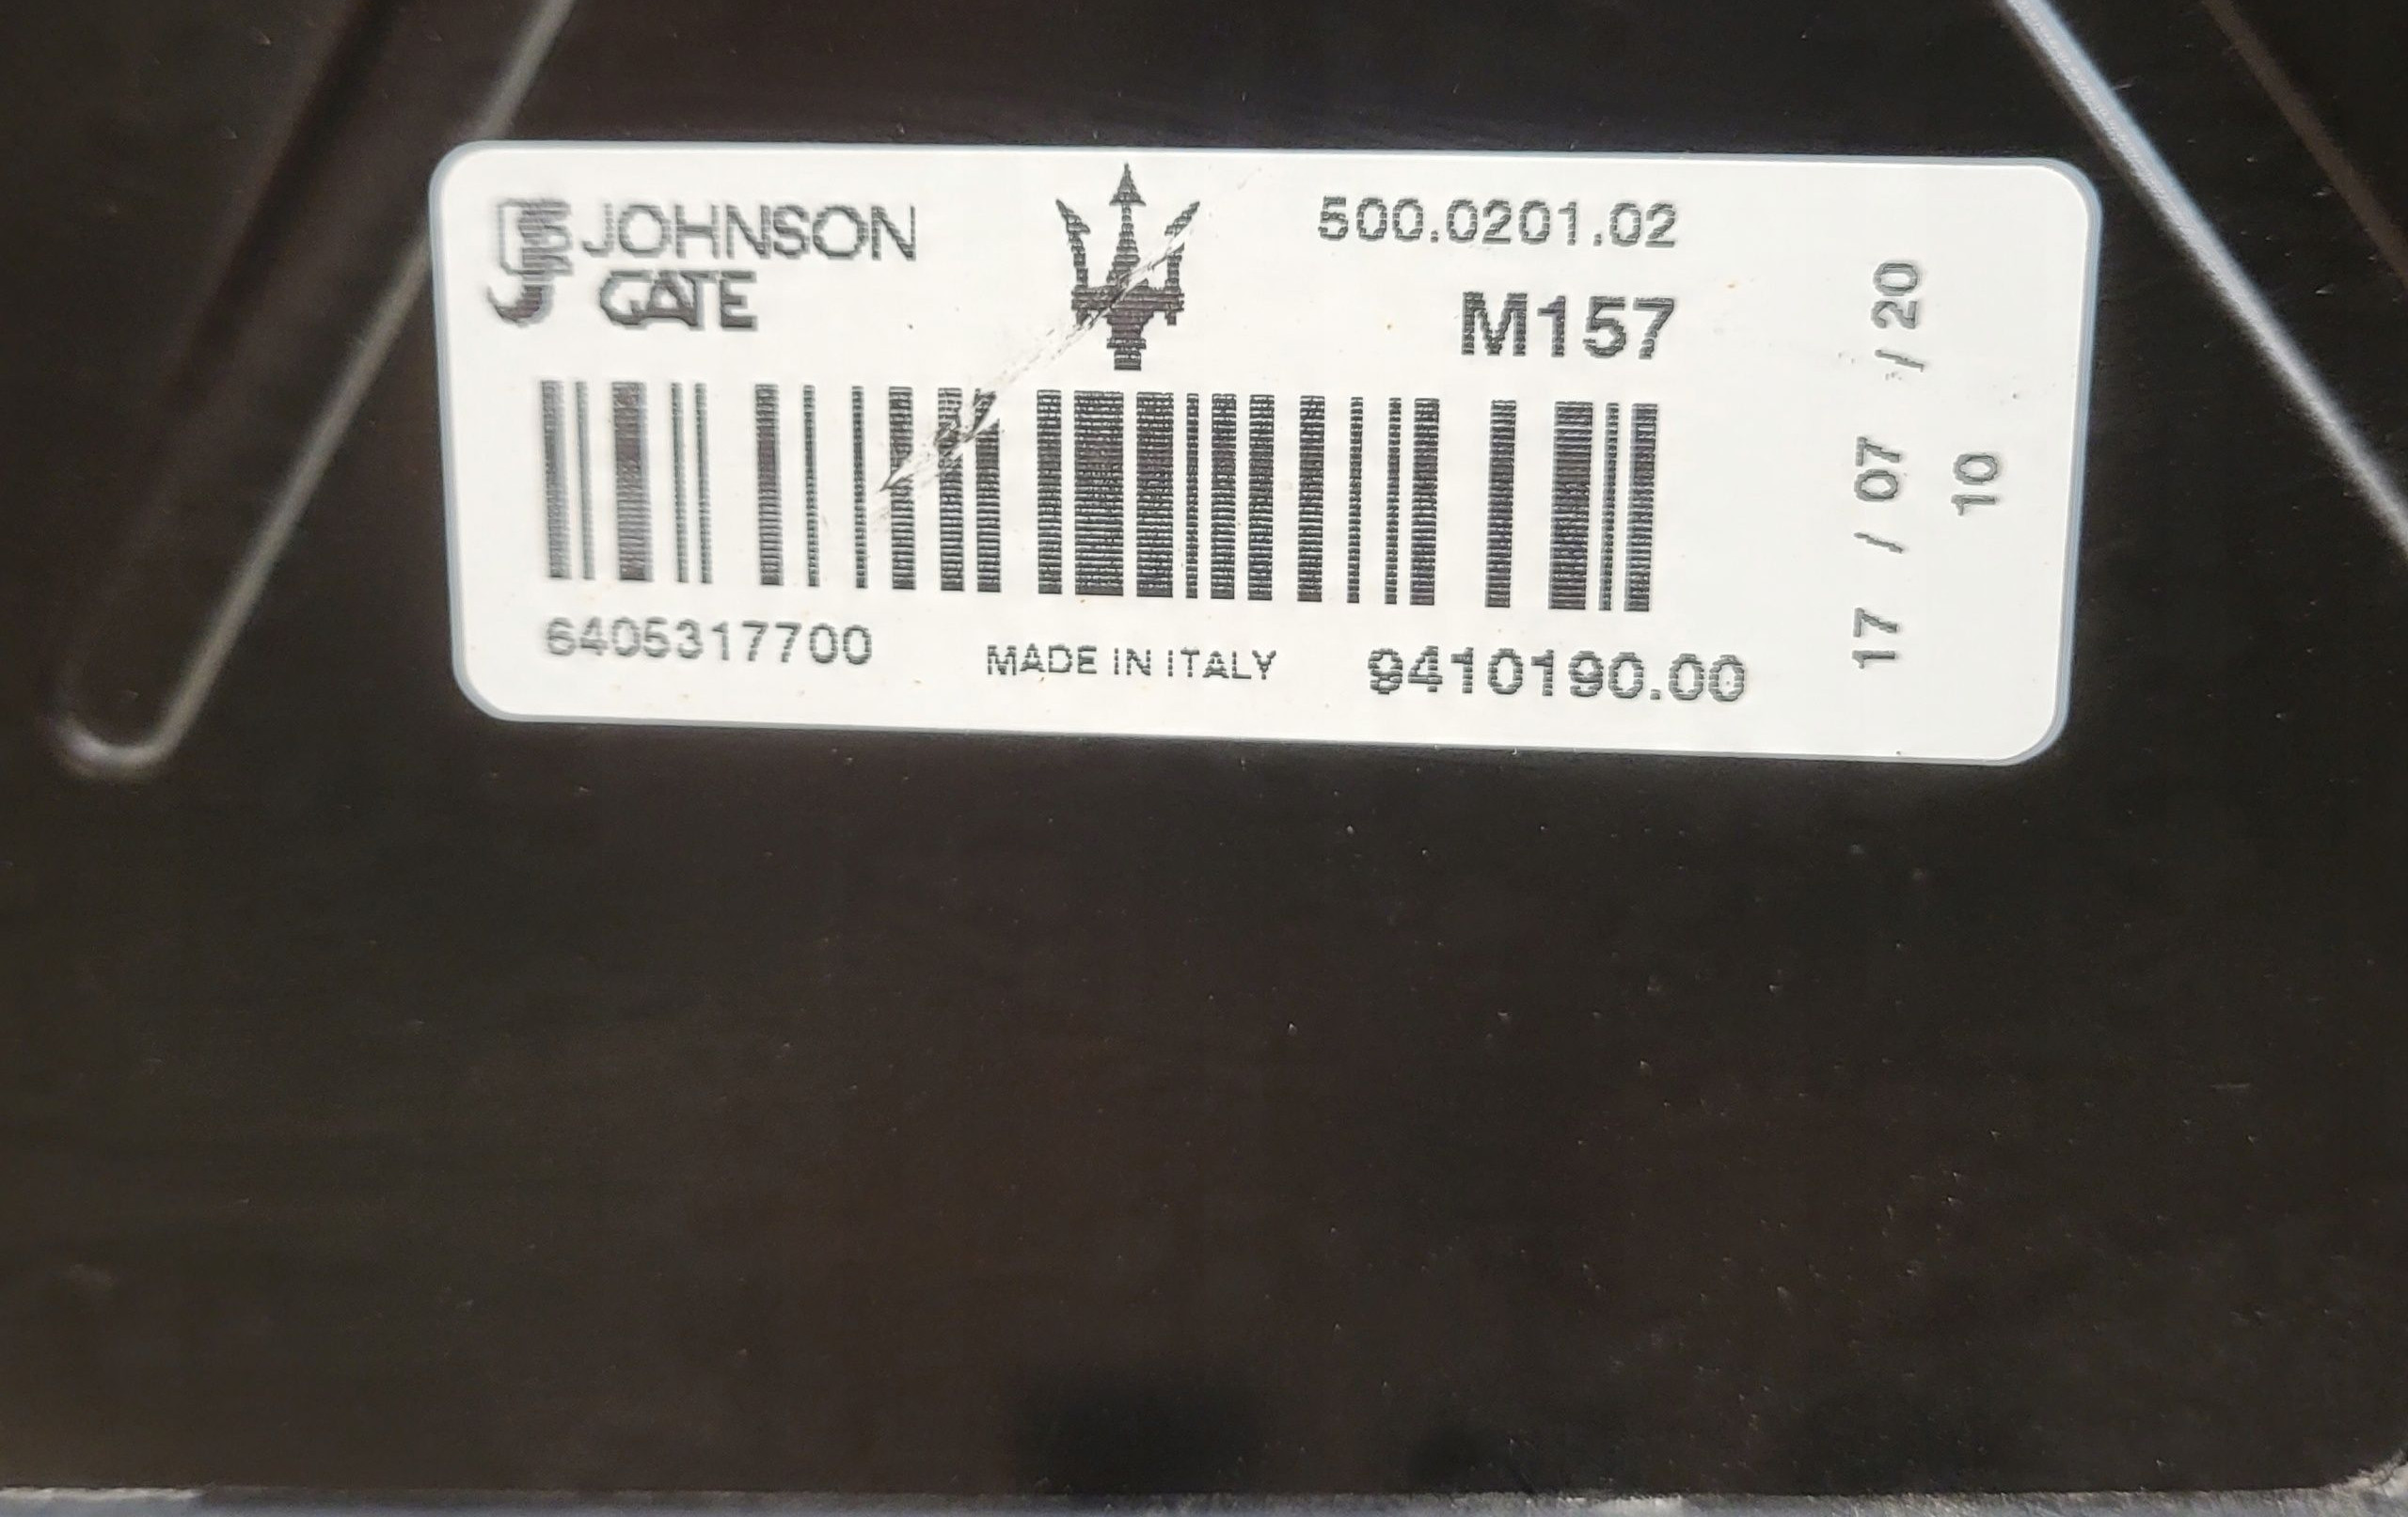 JOHNSON
GATE
500.0201.02
M157
6405317700
MADE IN ITALY
9410190.00
17 / 07 / 20
10